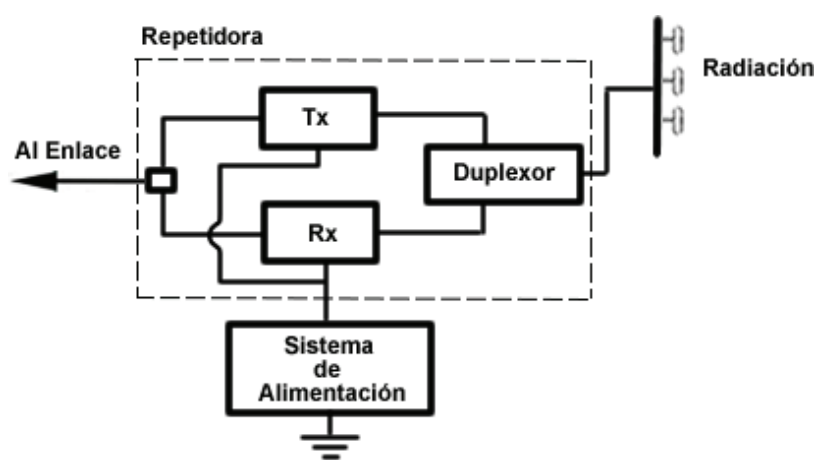 Repetidora
Radiación
Tx
Al Enlace
Duplexor
Rx
Sistema
de
Alimentación